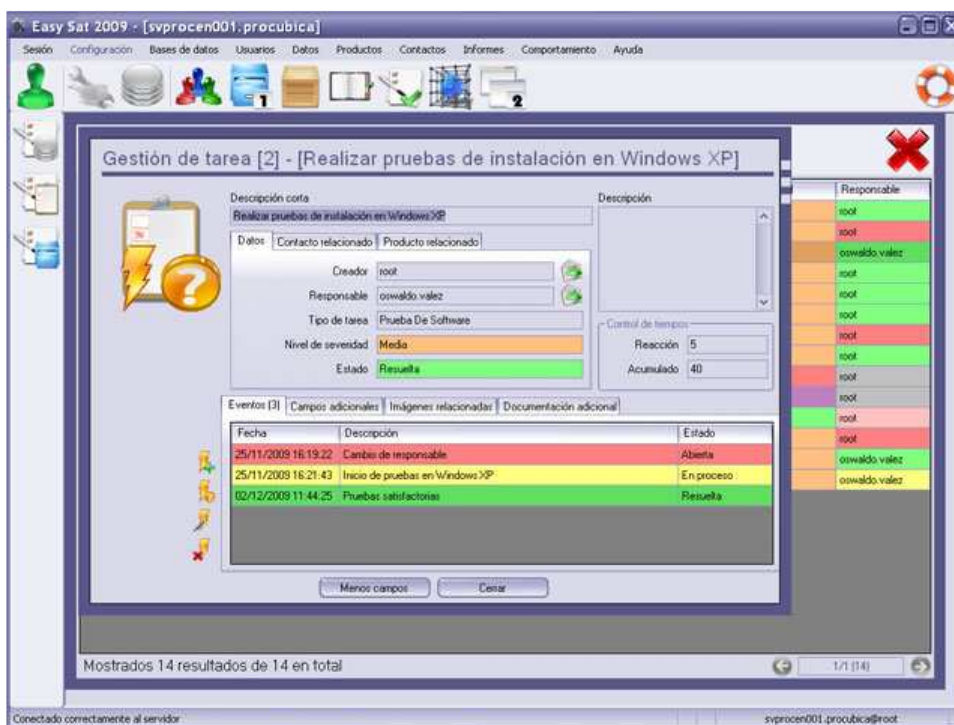 Easy Sat 2009 - [svprocen001.procubica]
Sesión Configuración Bases de datos Usuarios Datos Productos Contactos Informes Comportamiento Ayuda
1
2
Gestión de tarea [2] - [Realizar pruebas de instalación en Windows XP]
Descripción corta
Realizar pruebas de instalación en Windows XP
Descripción
Datos Contacto relacionado Producto relacionado
Creador root
Responsable oswaldo.valez
Tipo de tarea Prueba De Software
Nivel de severidad Media
Estado Resuelta
Control de tiempos
Reacción 5
Acumulado 40
Eventos [3] Campos adicionales Imágenes relacionadas Documentación adicional
Fecha Descripción Estado
25/11/2009 16:19:22 Cambio de responsable Abierta
25/11/2009 16:21:43 Inicio de pruebas en Windows XP En proceso
02/12/2009 11:44:25 Pruebas satisfactorias Resuelta
Menos campos Cerrar
Responsable
root
root
oswaldo.valez
root
root
root
root
root
root
root
root
root
oswaldo.valez
oswaldo.valez
Mostrados 14 resultados de 14 en total
1/1 (14)
Conectado correctamente al servidor
svprocen001.procubica@root